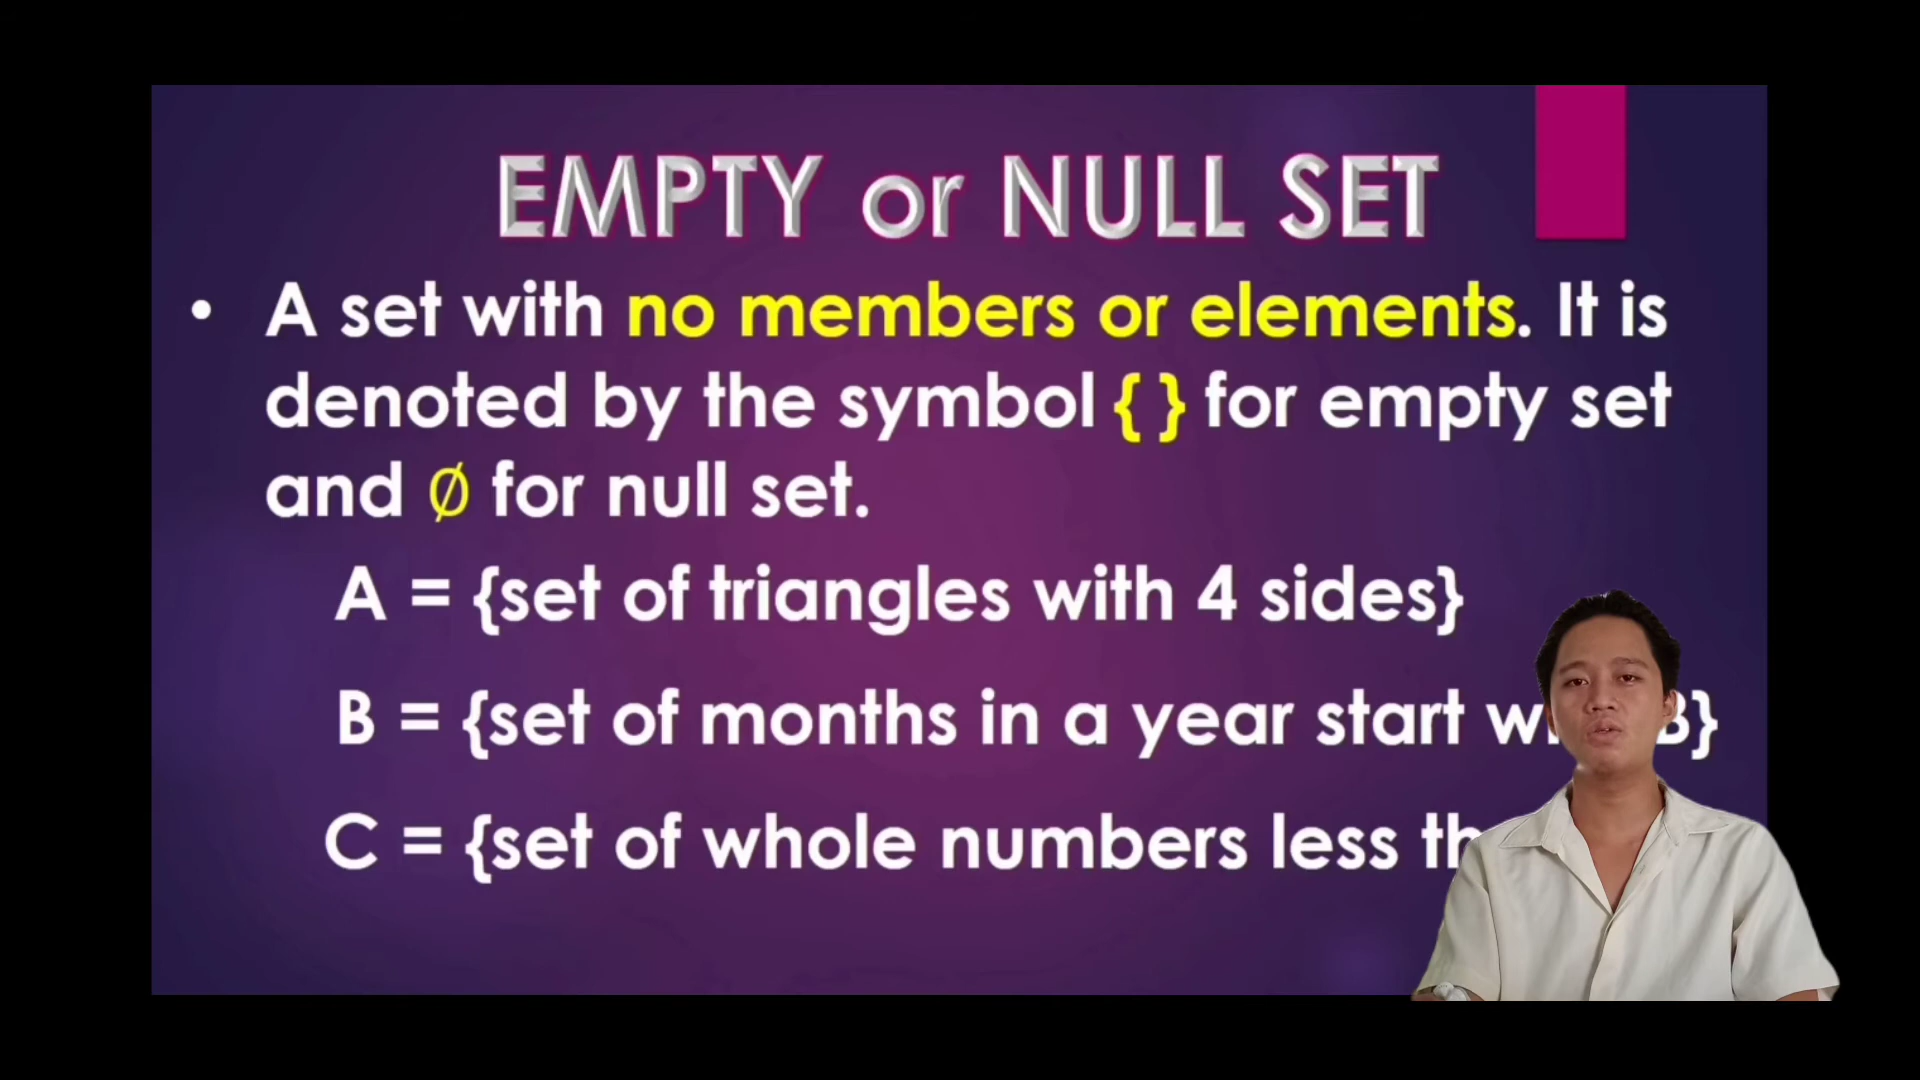 EMPTY or NULL SET
• A set with no members or elements. It is
denoted by the symbol { } for empty set
and Ø for null set.
A = {set of triangles with 4 sides}
B = {set of months in a year start B}
C = {set of whole numbers less